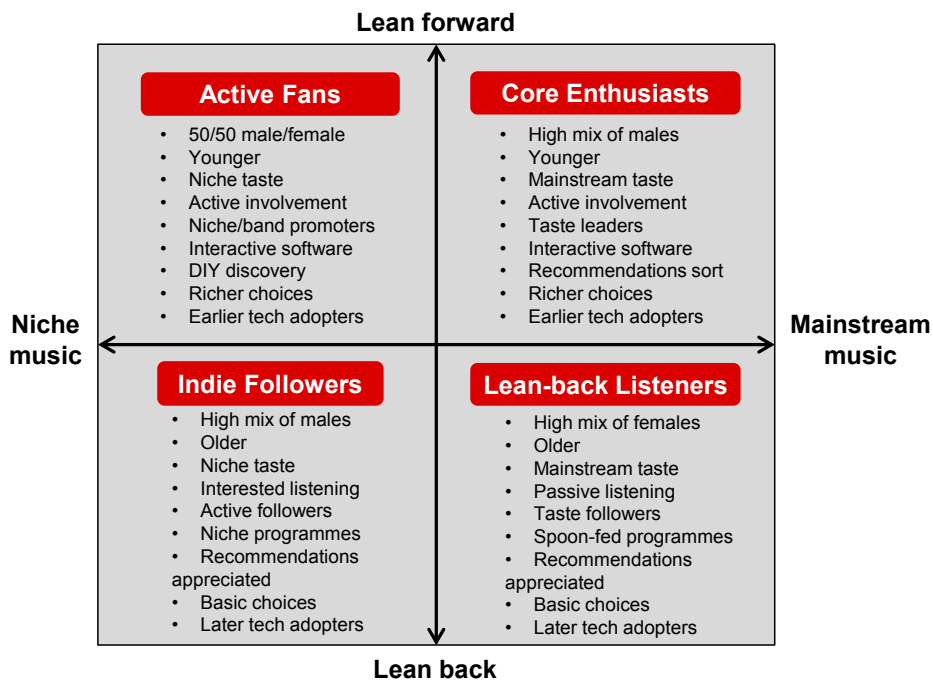 Lean forward
Active Fans
• 50/50 male/female
• Younger
• Niche taste
• Active involvement
• Niche/band promoters
• Interactive software
• DIY discovery
• Richer choices
• Earlier tech adopters
Core Enthusiasts
• High mix of males
• Younger
• Mainstream taste
• Active involvement
• Taste leaders
• Interactive software
• Recommendations sort
• Richer choices
• Earlier tech adopters
Niche
music
Mainstream
music
Indie Followers
• High mix of males
• Older
• Niche taste
• Interested listening
• Active followers
• Niche programmes
• Recommendations
appreciated
• Basic choices
• Later tech adopters
Lean-back Listeners
• High mix of females
• Older
• Mainstream taste
• Passive listening
• Taste followers
• Spoon-fed programmes
• Recommendations
appreciated
• Basic choices
• Later tech adopters
Lean back